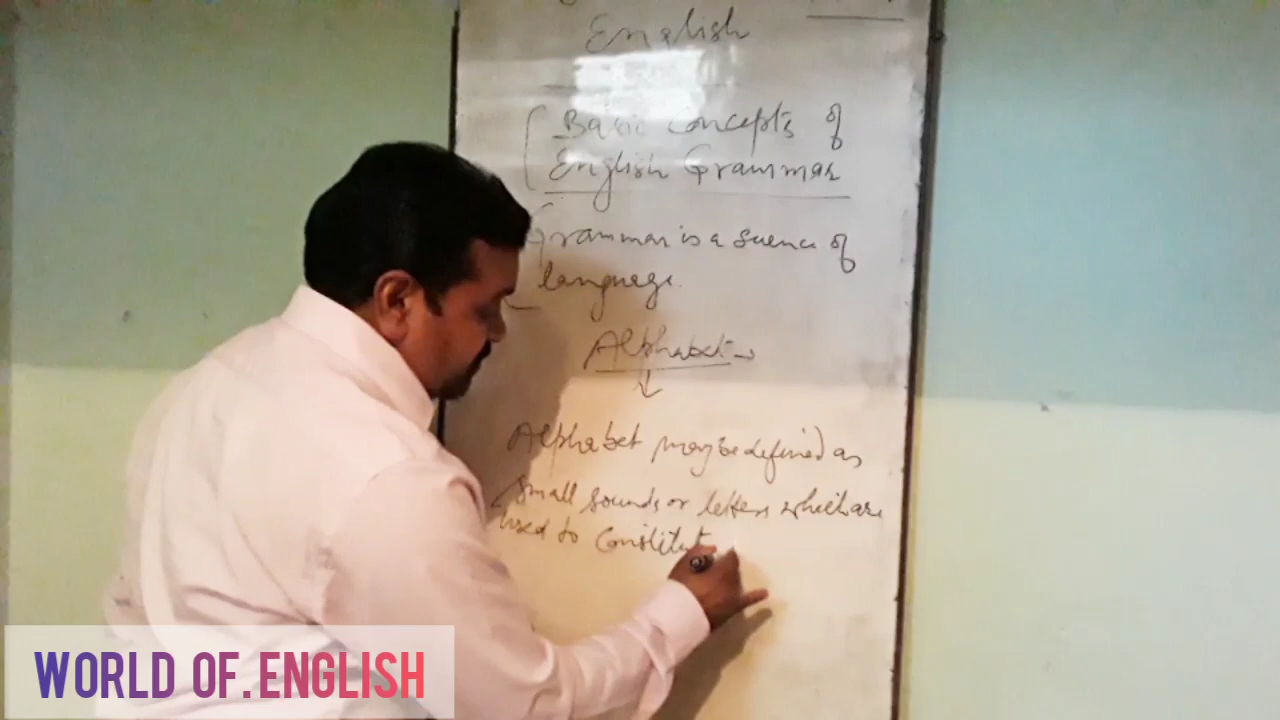 English
Basic Concepts of
English Grammar
Grammar is a science of
language.
Alphabet
Alphabet may be defined as
small sounds or letters which are
used to Constitut
WORLD OF.ENGLISH